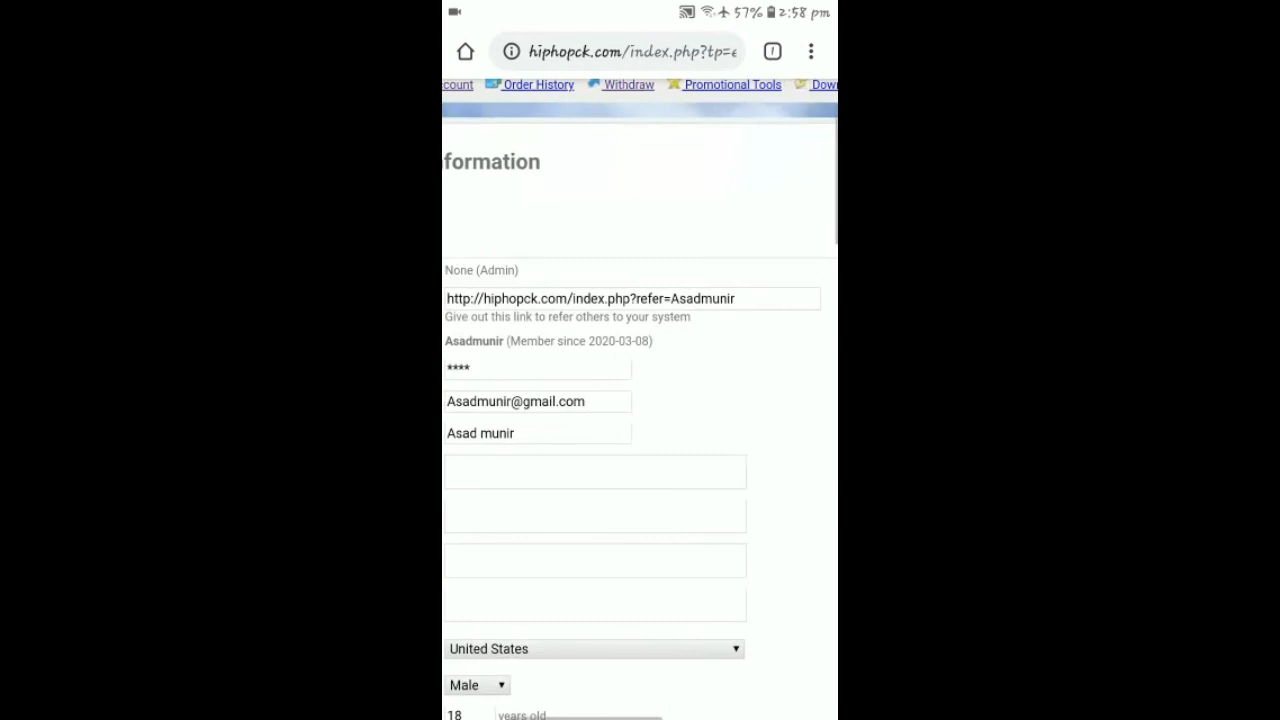 57% 2:58 pm
hiphopck.com/index.php?tp=e
count Order History Withdraw Promotional Tools Down
formation
None (Admin)
http://hiphopck.com/index.php?refer=Asadmunir
Give out this link to refer others to your system
Asadmunir (Member since 2020-03-08)
****
Asadmunir@gmail.com
Asad munir
United States
Male
18 years old